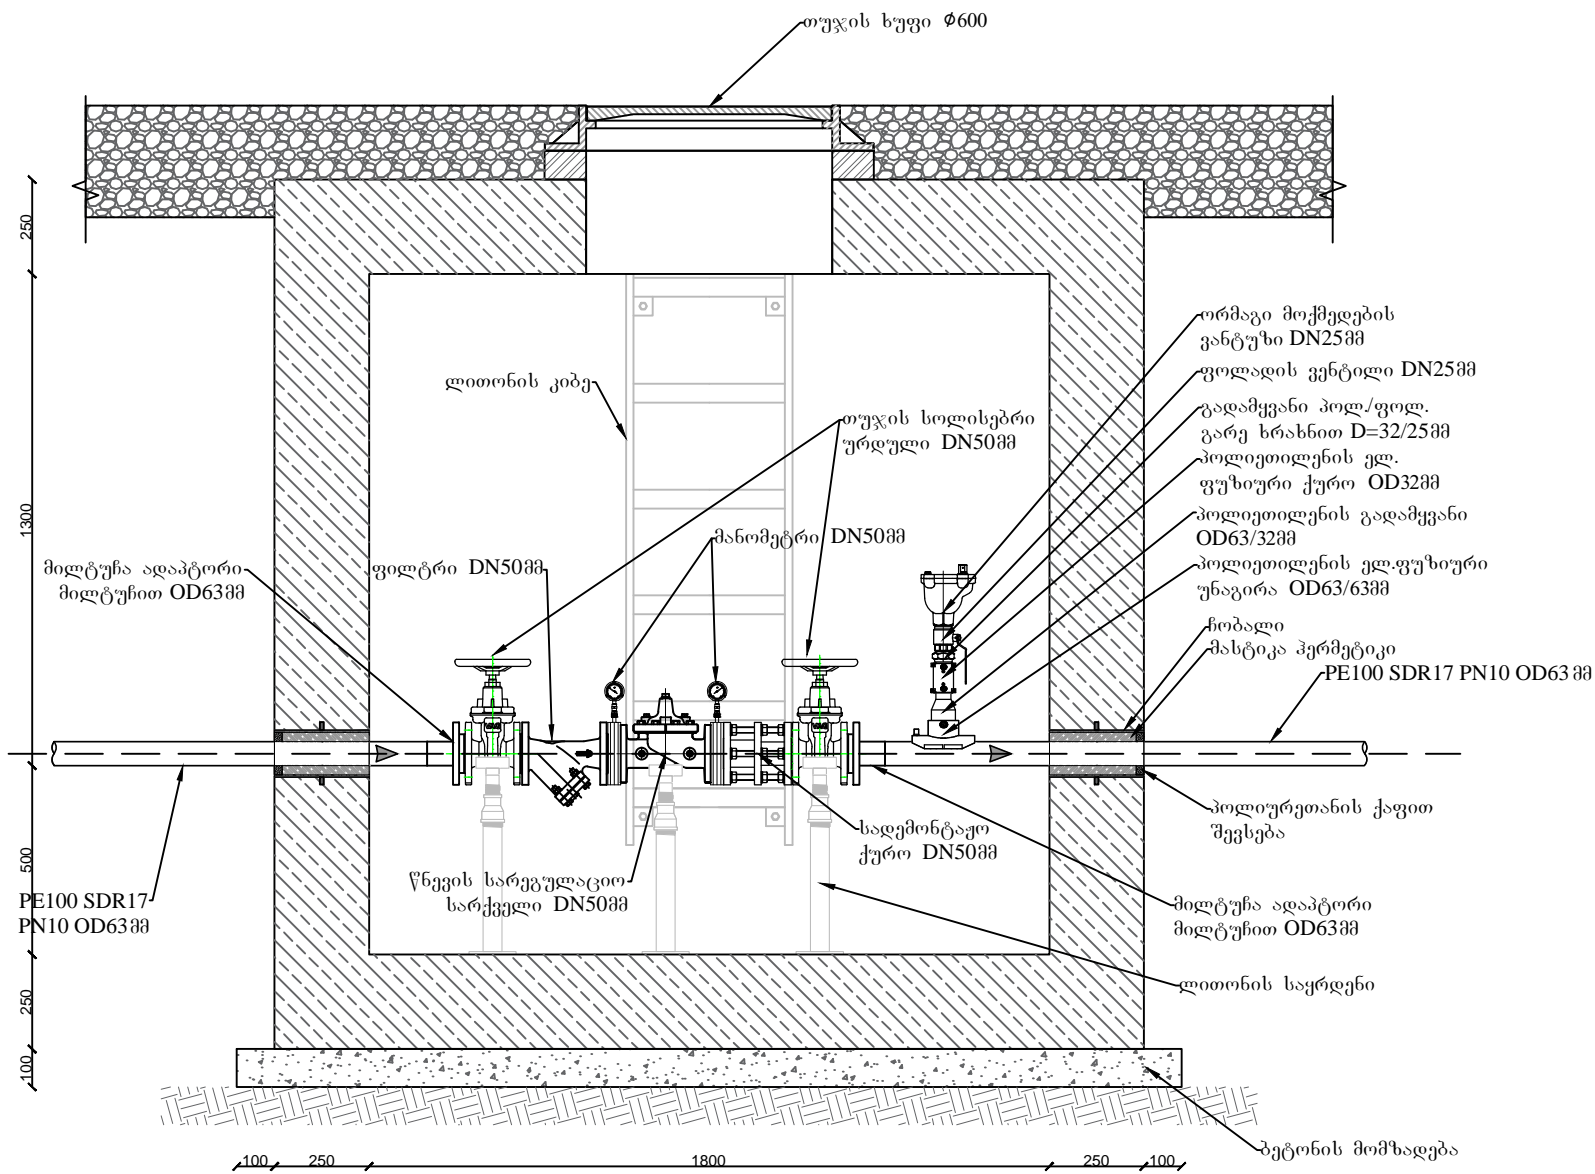 თუჯის ხუფი Ø600
ორმაგი მოქმედების
ვანტუზი DN25მმ
ფოლადის ვენტილი DN25მმ
გადამყვანი პოლ./ფოლ.
გარე ხრახნით D=32/25მმ
პოლიეთილენის ელ.
ფუზიური ქურო OD32მმ
პოლიეთილენის გადამყვანი
OD63/32მმ
პოლიეთილენის ელ.ფუზიური
უნაგირა OD63/63მმ
ჩობალი
მასტიკა ჰერმეტიკი
PE100 SDR17 PN10 OD63მმ
ლითონის კიბე
თუჯის სოლისებრი
ურდული DN50მმ
მანომეტრი DN50მმ
ფილტრი DN50მმ
მილტუჩა ადაპტორი
მილტუჩით OD63მმ
პოლიურეთანის ქაფით
შევსება
სადემონტაჟო
ქურო DN50მმ
წნევის სარეგულაციო
სარქველი DN50მმ
PE100 SDR17
PN10 OD63მმ
მილტუჩა ადაპტორი
მილტუჩით OD63მმ
ლითონის საყრდენი
ბეტონის მომზადება
250
1300
500
250
100
100
250
1800
250
100